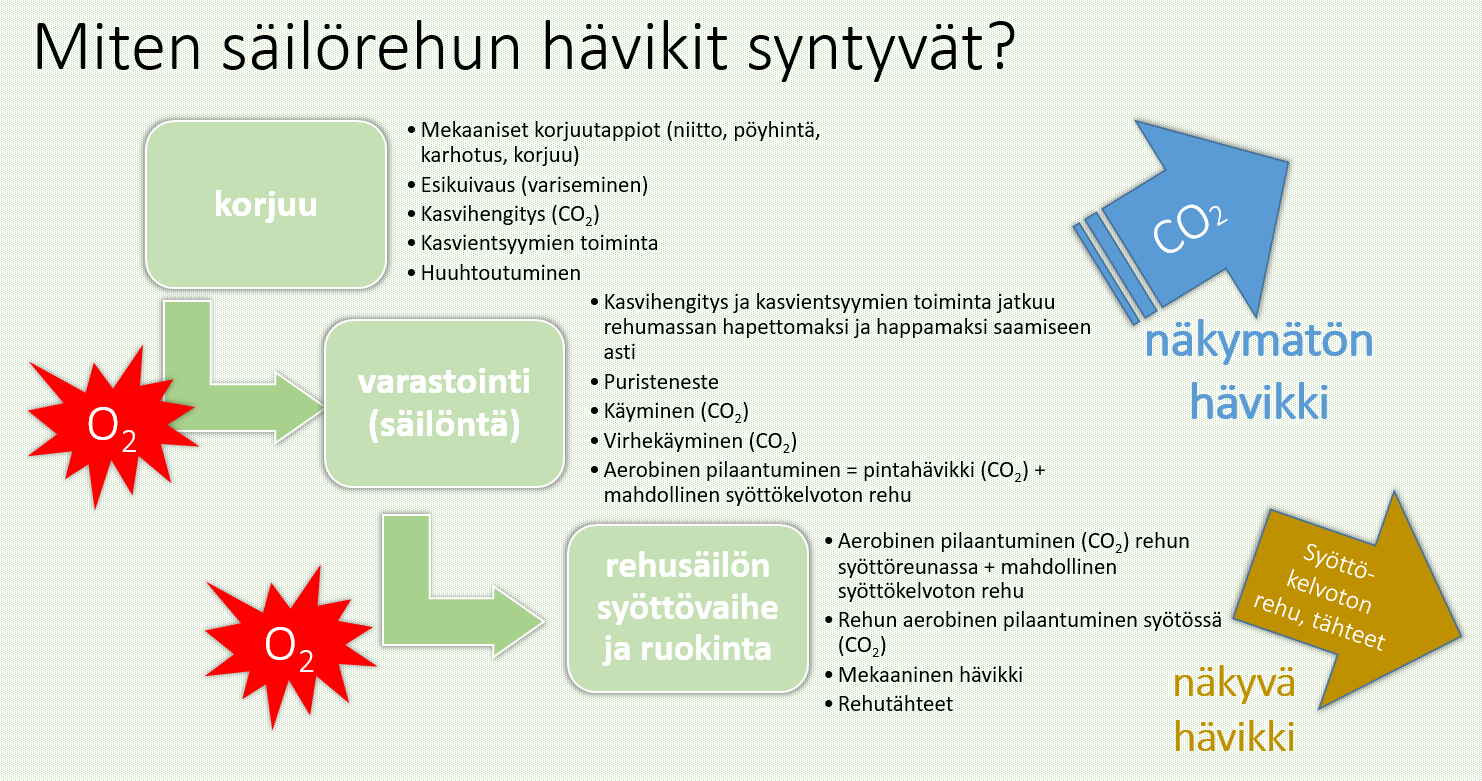 Miten säilörehun hävikit syntyvät?
korjuu
• Mekaaniset korjuutappiot (niitto, pöyhintä,
karhotus, korjuu)
• Esikuivaus (variseminen)
• Kasvihengitys (CO₂)
• Kasvientsyymien toiminta
• Huuhtoutuminen
O₂
varastointi
(säilöntä)
• Kasvihengitys ja kasvientsyymien toiminta jatkuu
rehumassan hapettomaksi ja happamaksi saamiseen
asti
• Puristeneste
• Käyminen (CO₂)
• Virhekäyminen (CO₂)
• Aerobinen pilaantuminen = pintahävikki (CO₂) +
mahdollinen syöttökelvoton rehu
O₂
rehusäilön
syöttövaihe
ja ruokinta
• Aerobinen pilaantuminen (CO₂) rehun
syöttöreunassa + mahdollinen
syöttökelvoton rehu
• Rehun aerobinen pilaantuminen syötössä
(CO₂)
• Mekaaninen hävikki
• Rehutähteet
CO₂
näkymätön
hävikki
Syöttö-
kelvoton
rehu, tähteet
näkyvä
hävikki